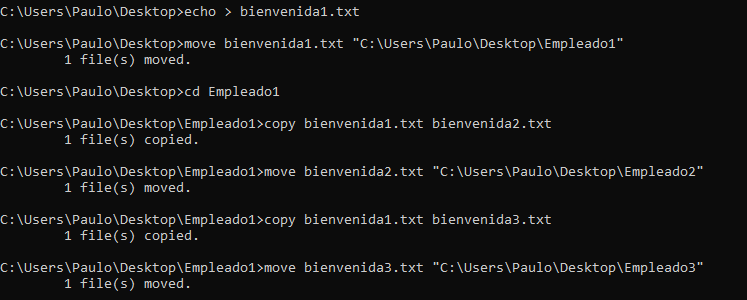 C:\Users\Paulo\Desktop>echo > bienvenida1.txt
C:\Users\Paulo\Desktop>move bienvenida1.txt "C:\Users\Paulo\Desktop\Empleado1"
1 file(s) moved.
C:\Users\Paulo\Desktop>cd Empleado1
C:\Users\Paulo\Desktop\Empleado1>copy bienvenida1.txt bienvenida2.txt
1 file(s) copied.
C:\Users\Paulo\Desktop\Empleado1>move bienvenida2.txt "C:\Users\Paulo\Desktop\Empleado2"
1 file(s) moved.
C:\Users\Paulo\Desktop\Empleado1>copy bienvenida1.txt bienvenida3.txt
1 file(s) copied.
C:\Users\Paulo\Desktop\Empleado1>move bienvenida3.txt "C:\Users\Paulo\Desktop\Empleado3"
1 file(s) moved.